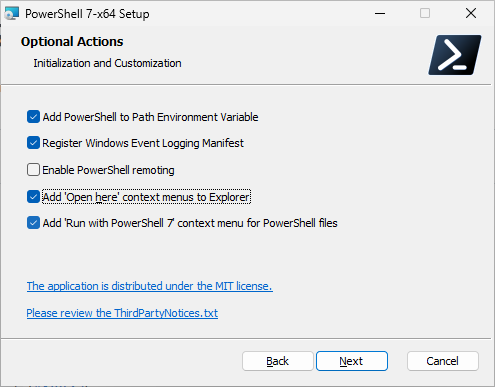 PowerShell 7-x64 Setup
Optional Actions
Initialization and Customization
Add PowerShell to Path Environment Variable
Register Windows Event Logging Manifest
Enable PowerShell remoting
Add 'Open here' context menus to Explorer
Add 'Run with PowerShell 7' context menu for PowerShell files
The application is distributed under the MIT license.
Please review the ThirdPartyNotices.txt
Back
Next
Cancel